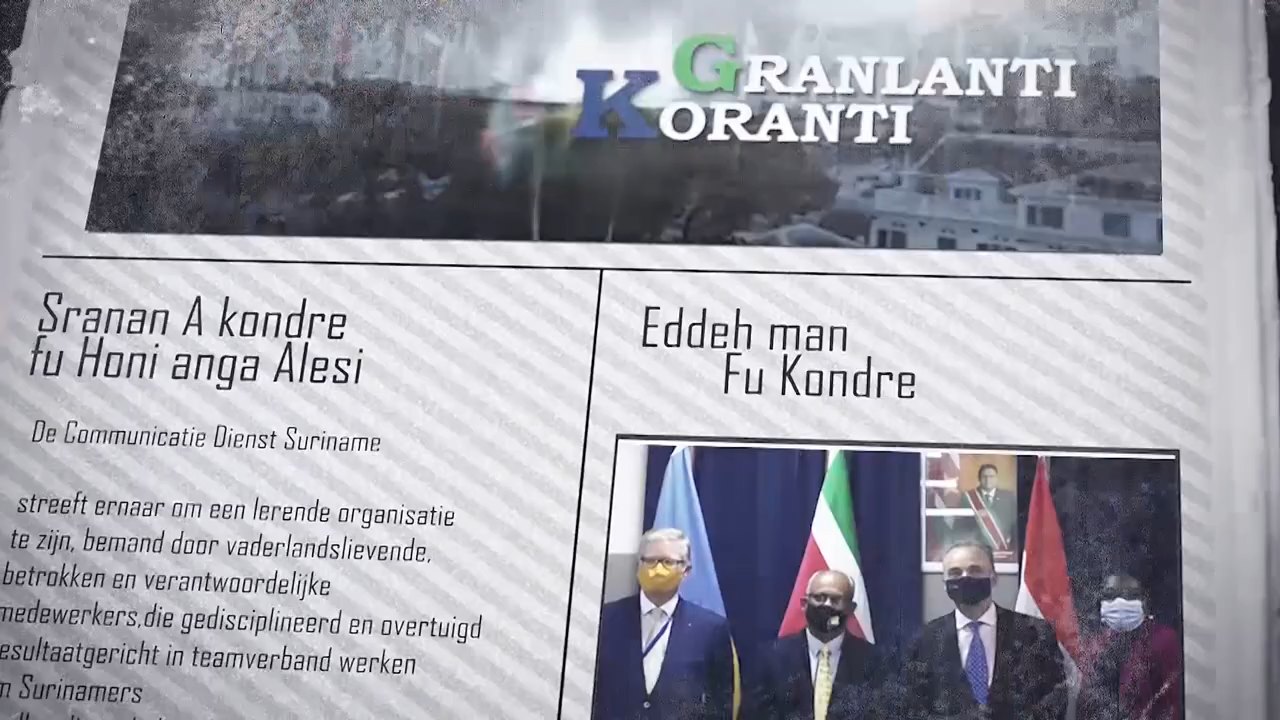 GRANLANTI
KORANTI
Sranan A kondre
fu Honi anga Alesi
De Communicatie Dienst Suriname
streeft ernaar om een lerende organisatie
te zijn, bemand door vaderlandslievende,
betrokken en verantwoordelijke
medewerkers,die gedisciplineerd en overtuigd
esultaatgericht in teamverband werken
n Surinamers
Eddeh man
Fu Kondre